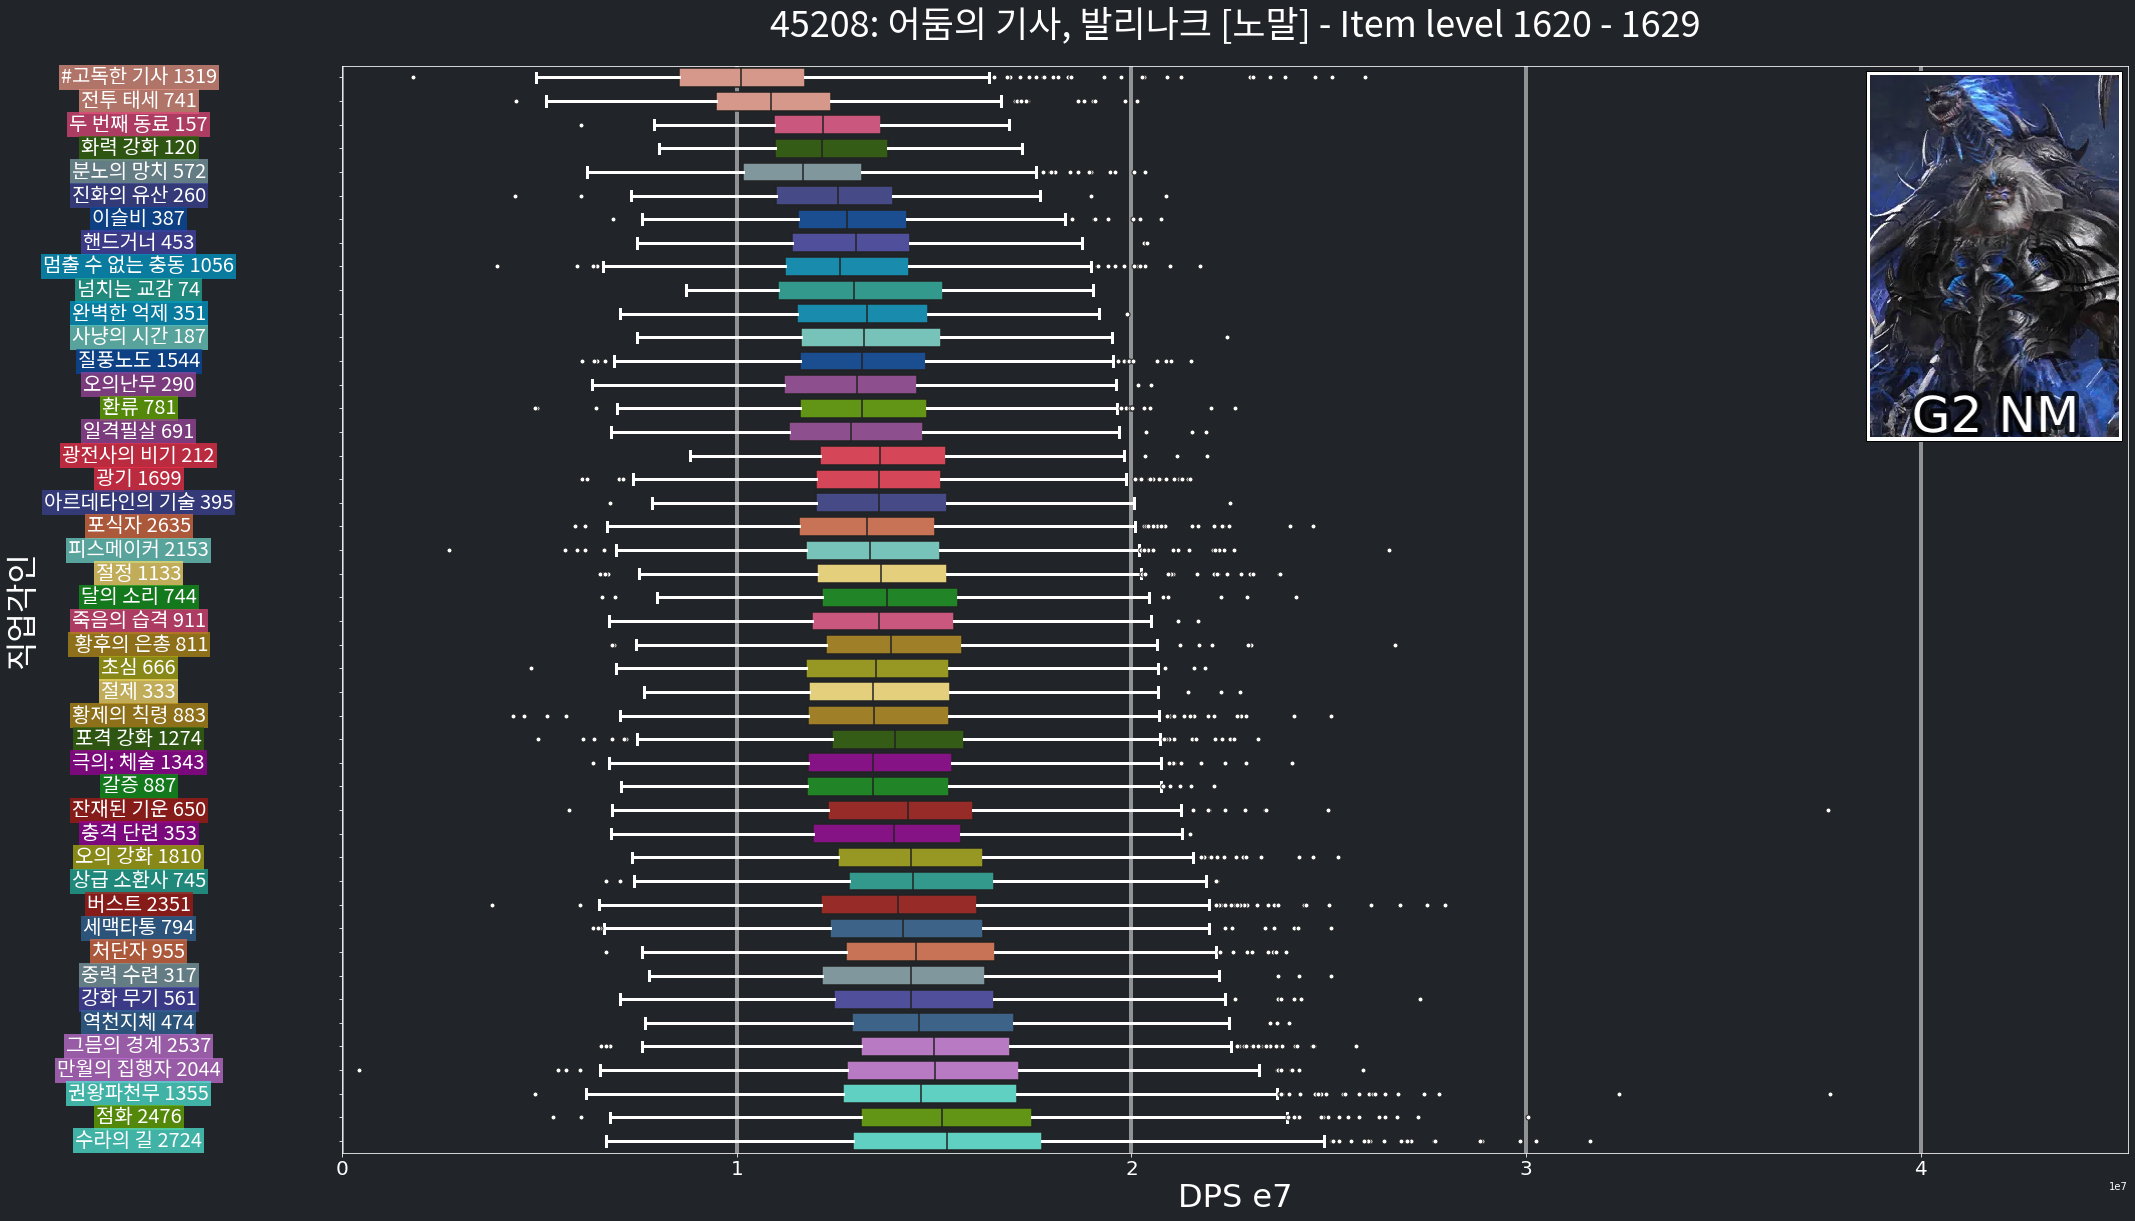 45208: 어둠의 기사, 발리나크 [노말] - Item level 1620 - 1629
#고독한 기사 1319
전투 태세 741
두 번째 동료 157
화력 강화 120
분노의 망치 572
진화의 유산 260
이슬비 387
핸드거너 453
멈출 수 없는 충동 1056
넘치는 교감 74
완벽한 억제 351
사냥의 시간 187
질풍노도 1544
오의난무 290
환류 781
일격필살 691
광전사의 비기 212
광기 1699
아르데타인의 기술 395
포식자 2635
피스메이커 2153
절정 1133
달의 소리 744
죽음의 습격 911
황후의 은총 811
초심 666
절제 333
황제의 칙령 883
포격 강화 1274
극의: 체술 1343
갈증 887
잔재된 기운 650
충격 단련 353
오의 강화 1810
상급 소환사 745
버스트 2351
세맥타통 794
처단자 955
중력 수련 317
강화 무기 561
역천지체 474
그믐의 경계 2537
만월의 집행자 2044
권왕파천무 1355
점화 2476
수라의 길 2724
직업각인
G2 NM
0 1 2 3 4
DPS e7
1e7